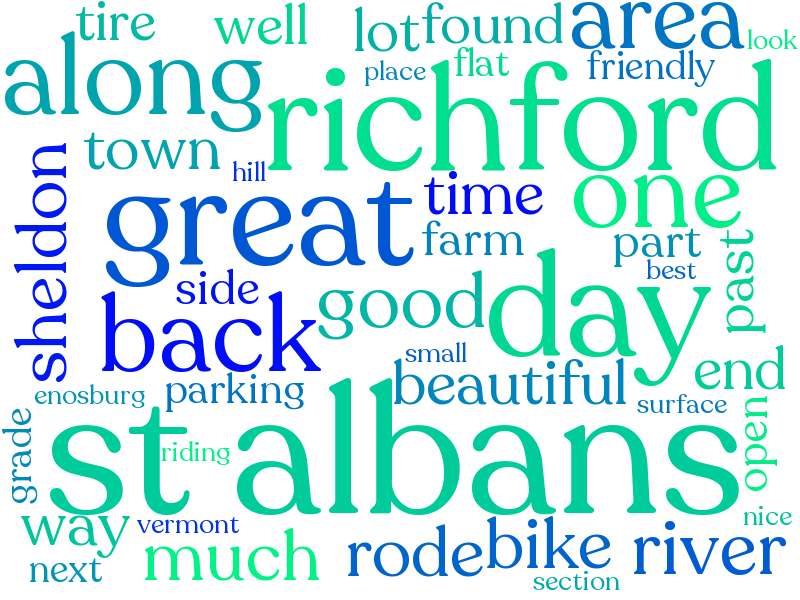 tire
well
lot
found
area
look
along
richford
place
flat
friendly
town
hill
sheldon
great
time
one
farm
part
past
best
side
back
good
day
small
beautiful
end
enosburg
parking
surface
open
grade
st albans
riding
way
vermont
much
rode
bike
river
nice
next
section